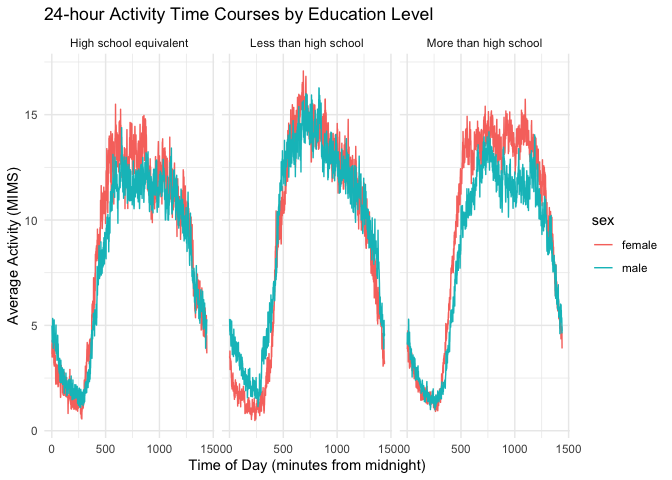 24-hour Activity Time Courses by Education Level
High school equivalent
Less than high school
More than high school
15
10
5
0
Average Activity (MIMS)
0 500 1000 1500
500 1000 1500
500 1000 1500
Time of Day (minutes from midnight)
sex
female
male